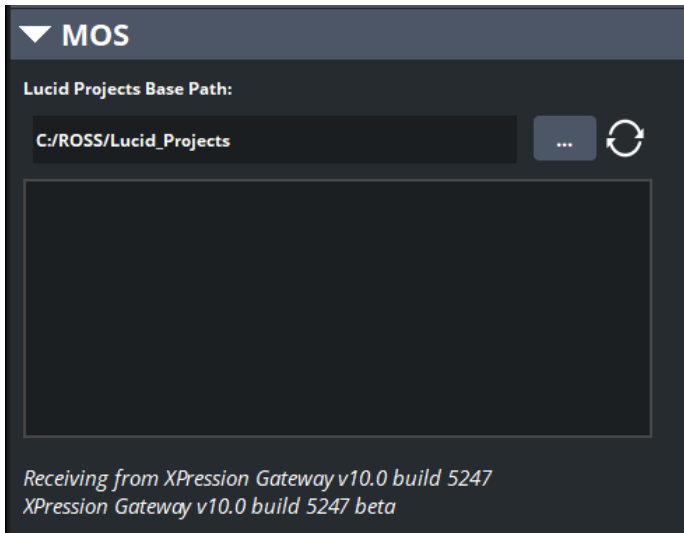 MOS
Lucid Projects Base Path:
C:/ROSS/Lucid_Projects
...
Receiving from XPression Gateway v10.0 build 5247
XPression Gateway v10.0 build 5247 beta